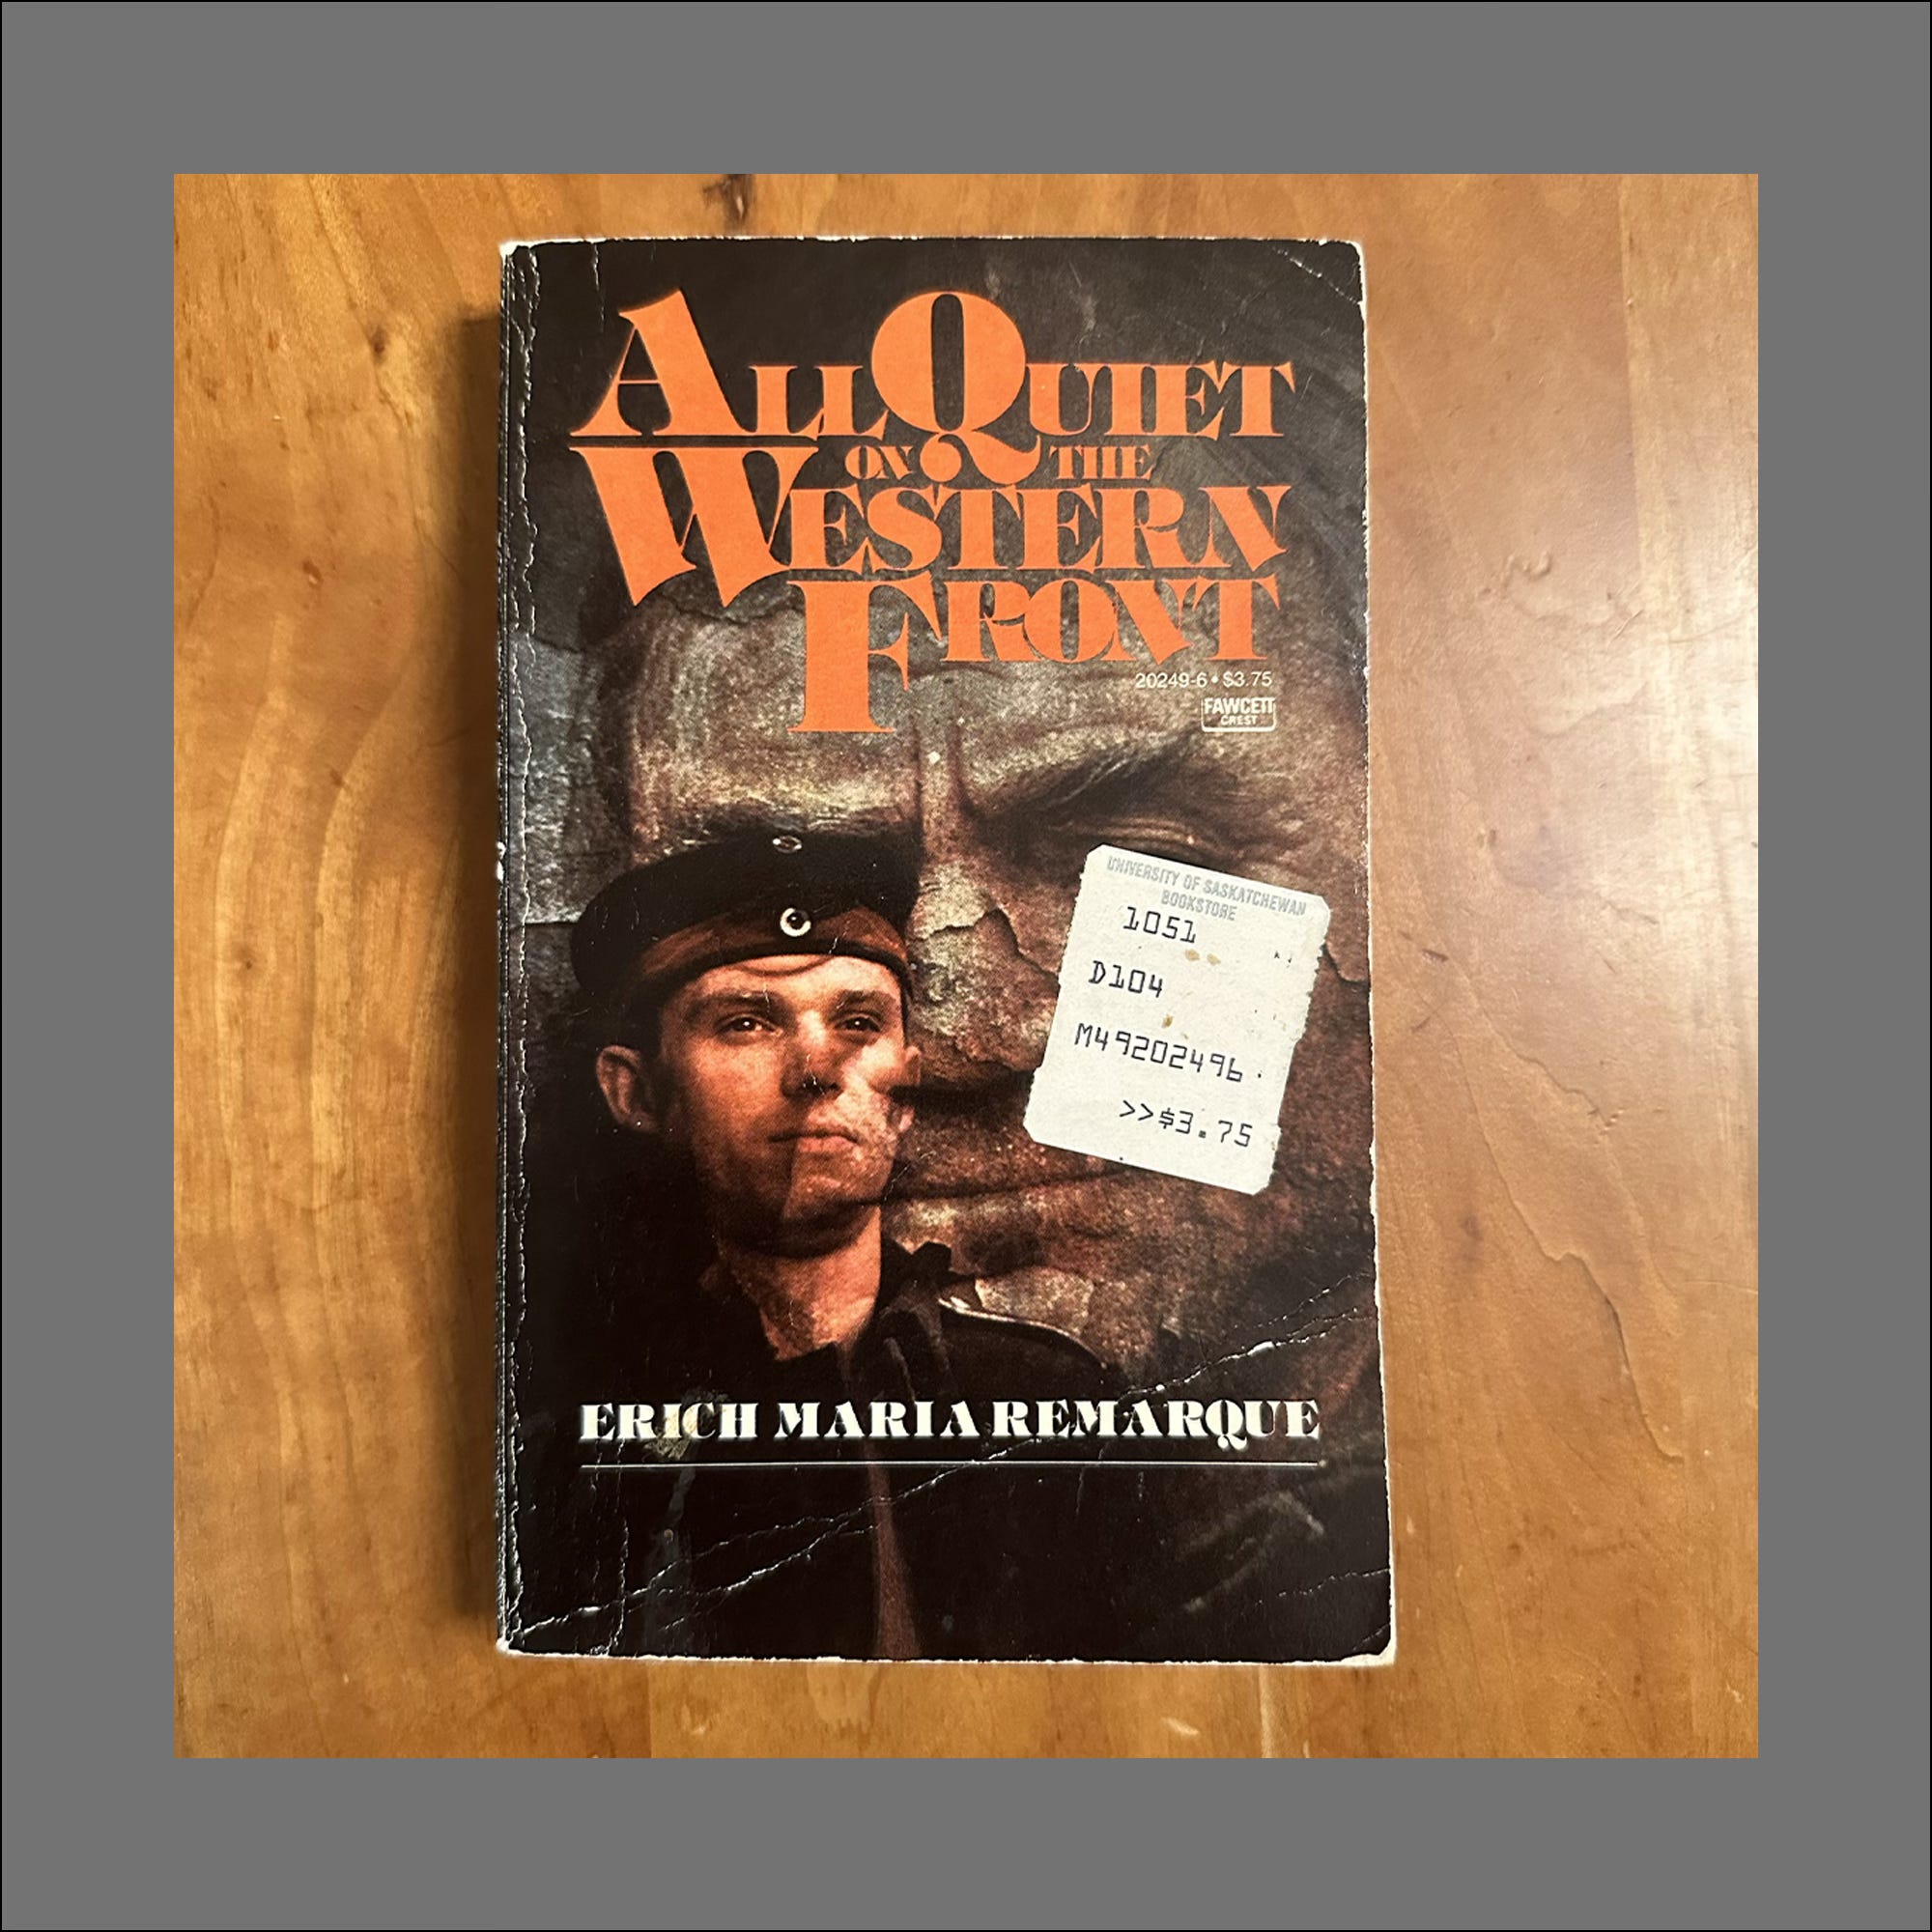 ALL QUIET
ON THE
WESTERN
FRONT
20249-6 • $3.75
FAWCETT
CREST
UNIVERSITY OF SASKATCHEWAN
BOOKSTORE
1051
D104
M49202496
>>$3.75
ERICH MARIA REMARQUE